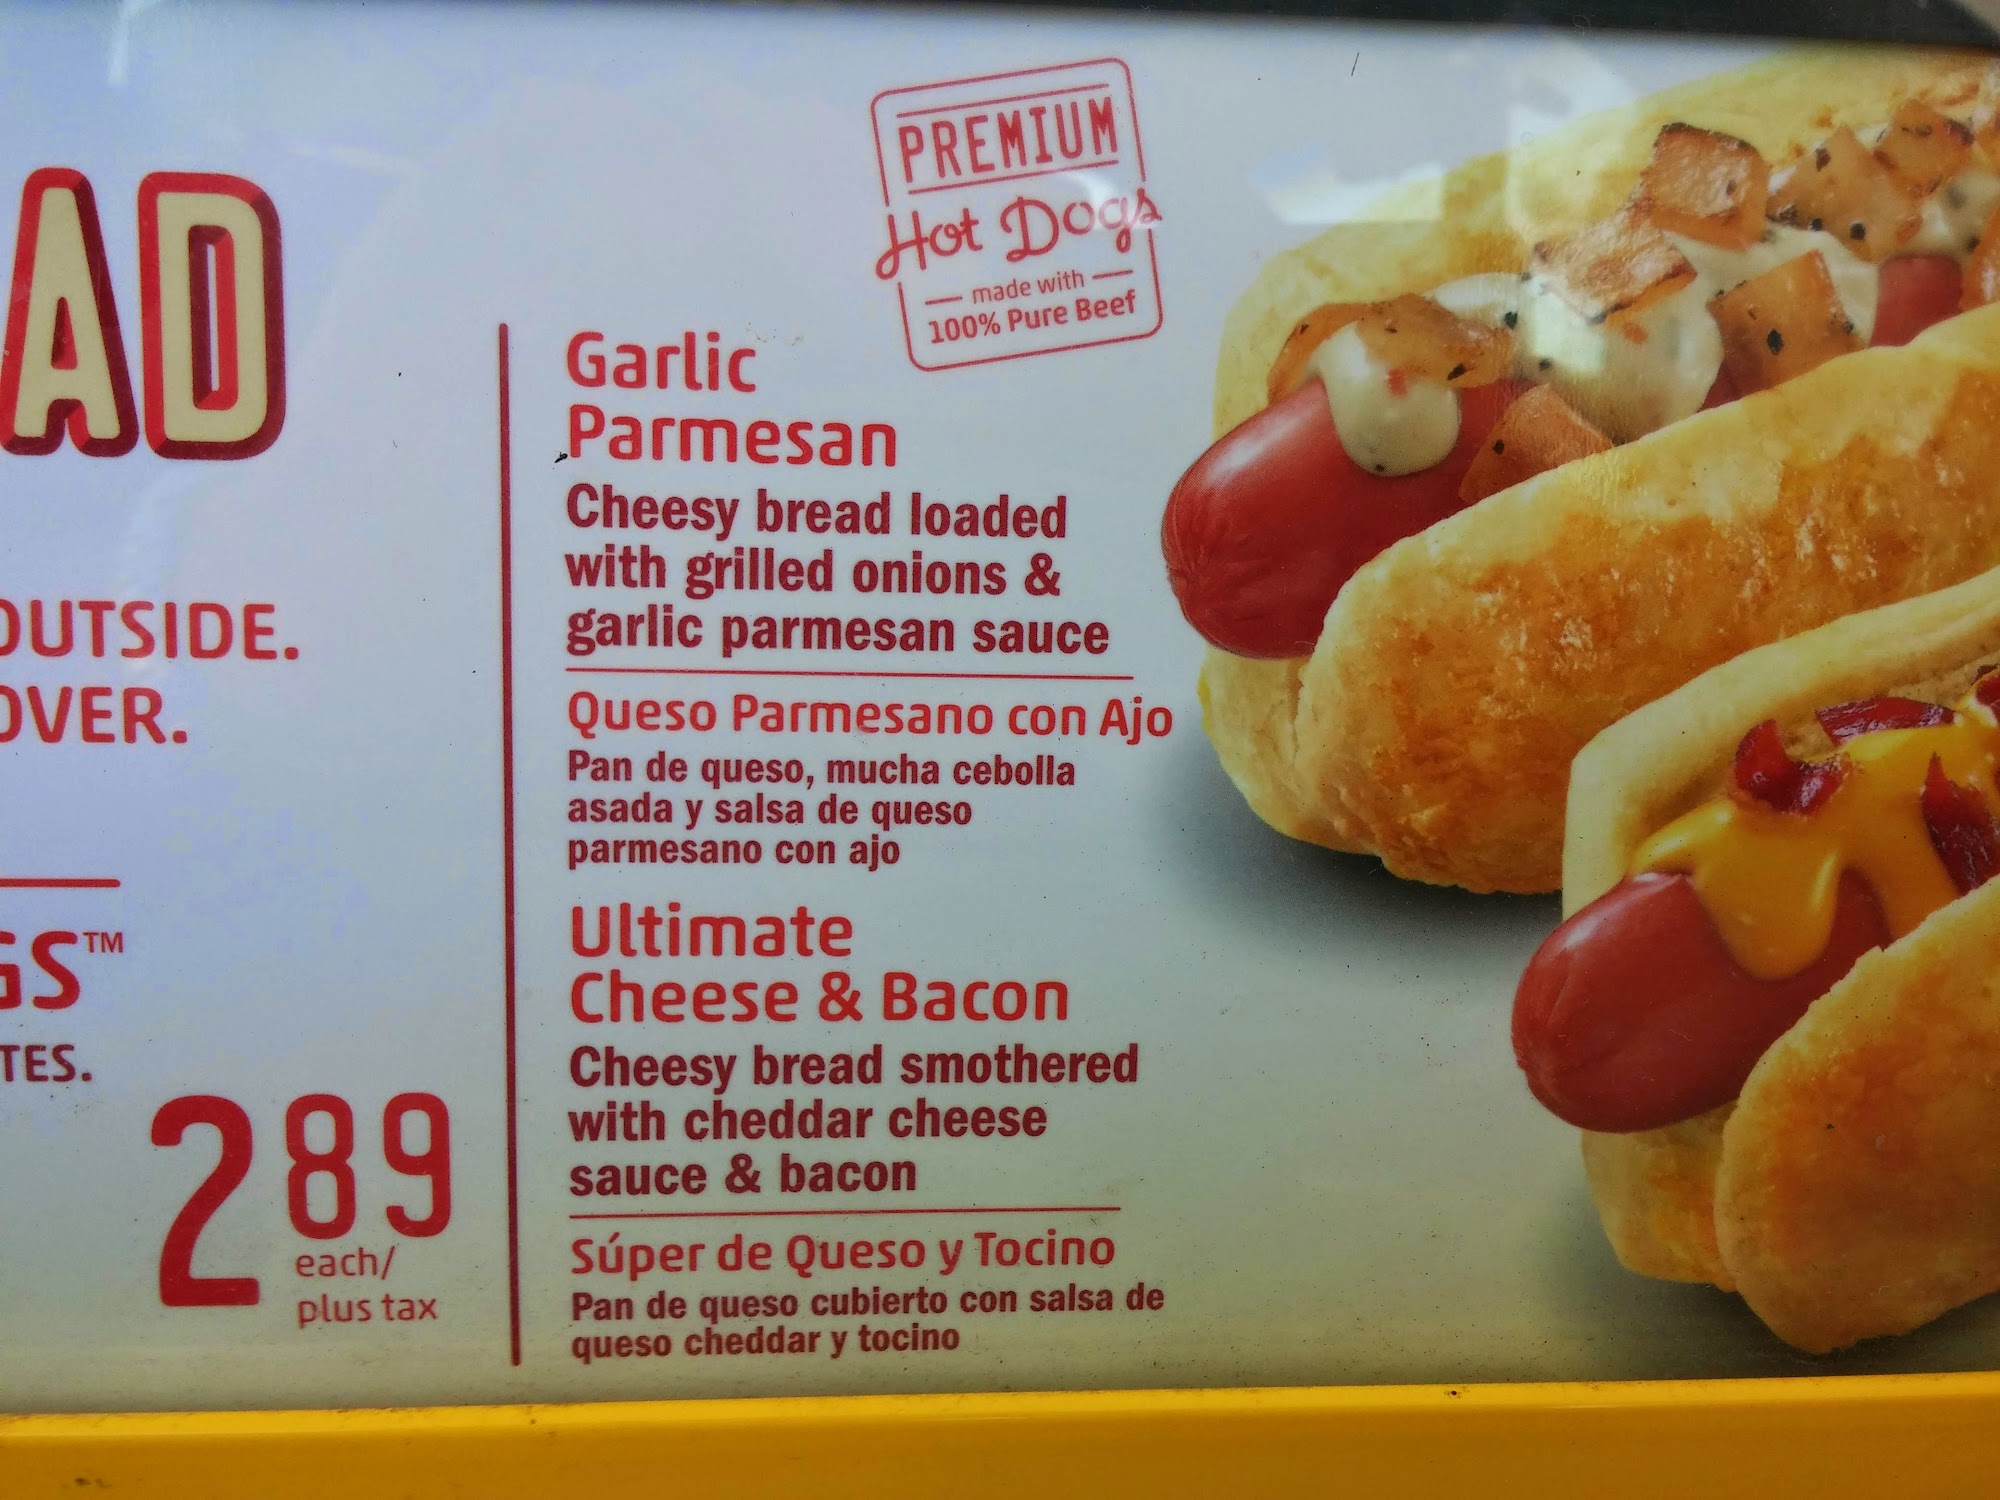 AD
OUTSIDE.
OVER.
GS™
TES.
2 89
each/
plus tax
PREMIUM
Hot Dogs
made with
100% Pure Beef
Garlic
Parmesan
Cheesy bread loaded
with grilled onions &
garlic parmesan sauce
Queso Parmesano con Ajo
Pan de queso, mucha cebolla
asada y salsa de queso
parmesano con ajo
Ultimate
Cheese & Bacon
Cheesy bread smothered
with cheddar cheese
sauce & bacon
Súper de Queso y Tocino
Pan de queso cubierto con salsa de
queso cheddar y tocino